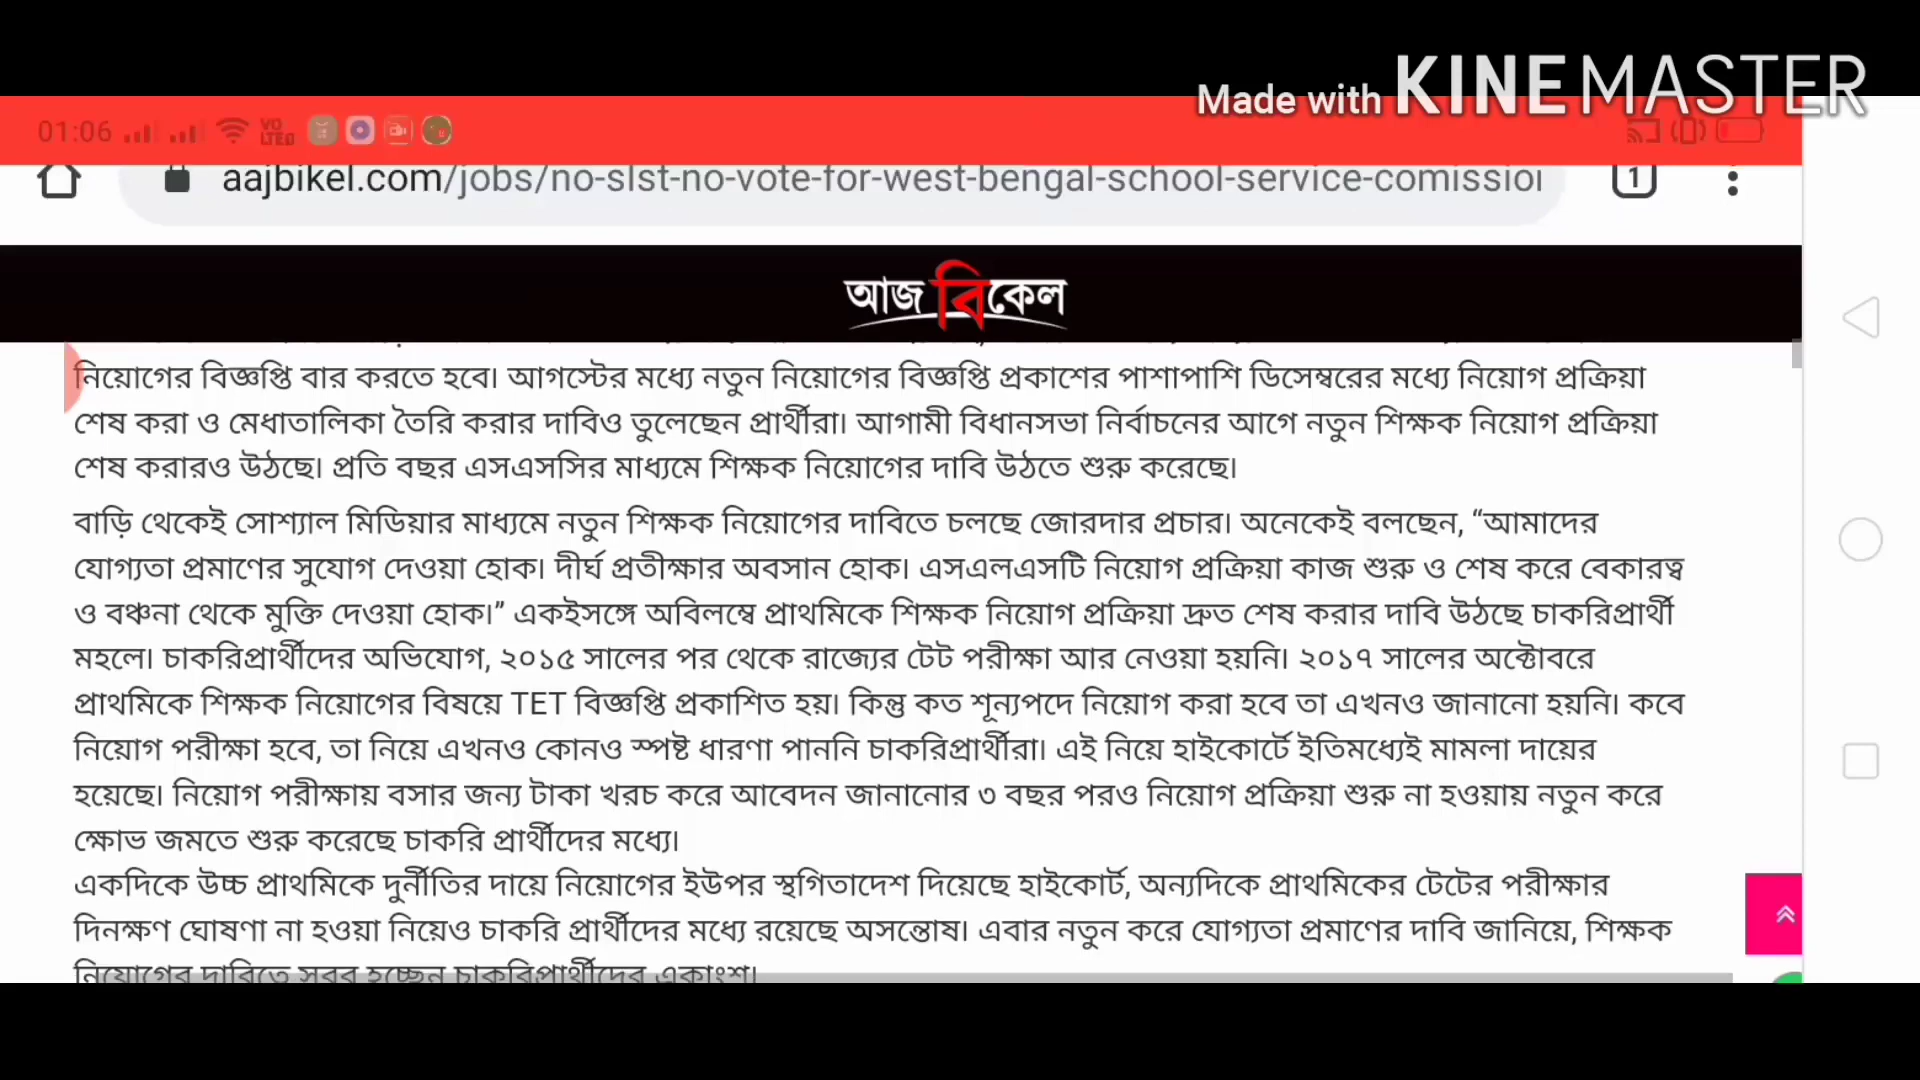 Made with KINEMASTER
01:06 VO LTE
aajbikel.com/jobs/no-slst-no-vote-for-west-bengal-school-service-comission
1
আজ বিকেল
নিয়োগের বিজ্ঞপ্তি বার করতে হবে। আগস্টের মধ্যে নতুন নিয়োগের বিজ্ঞপ্তি প্রকাশের পাশাপাশি ডিসেম্বরের মধ্যে নিয়োগ প্রক্রিয়া
শেষ করা ও মেধাতালিকা তৈরি করার দাবিও তুলেছেন প্রার্থীরা। আগামী বিধানসভা নির্বাচনের আগে নতুন শিক্ষক নিয়োগ প্রক্রিয়া
শেষ করারও উঠছে। প্রতি বছর এসএসসির মাধ্যমে শিক্ষক নিয়োগের দাবি উঠতে শুরু করেছে।
বাড়ি থেকেই সোশ্যাল মিডিয়ার মাধ্যমে নতুন শিক্ষক নিয়োগের দাবিতে চলছে জোরদার প্রচার। অনেকেই বলছেন, “আমাদের
যোগ্যতা প্রমাণের সুযোগ দেওয়া হোক। দীর্ঘ প্রতীক্ষার অবসান হোক। এসএলএসটি নিয়োগ প্রক্রিয়া কাজ শুরু ও শেষ করে বেকারত্ব
ও বঞ্চনা থেকে মুক্তি দেওয়া হোক।” একইসঙ্গে অবিলম্বে প্রাথমিকে শিক্ষক নিয়োগ প্রক্রিয়া দ্রুত শেষ করার দাবি উঠছে চাকরিপ্রার্থী
মহলে। চাকরিপ্রার্থীদের অভিযোগ, ২০১৫ সালের পর থেকে রাজ্যের টেট পরীক্ষা আর নেওয়া হয়নি। ২০১৭ সালের অক্টোবরে
প্রাথমিকে শিক্ষক নিয়োগের বিষয়ে TET বিজ্ঞপ্তি প্রকাশিত হয়। কিন্তু কত শূন্যপদে নিয়োগ করা হবে তা এখনও জানানো হয়নি। কবে
নিয়োগ পরীক্ষা হবে, তা নিয়ে এখনও কোনও স্পষ্ট ধারণা পাননি চাকরিপ্রার্থীরা। এই নিয়ে হাইকোর্টে ইতিমধ্যেই মামলা দায়ের
হয়েছে। নিয়োগ পরীক্ষায় বসার জন্য টাকা খরচ করে আবেদন জানানোর ৩ বছর পরও নিয়োগ প্রক্রিয়া শুরু না হওয়ায় নতুন করে
ক্ষোভ জমতে শুরু করেছে চাকরি প্রার্থীদের মধ্যে।
একদিকে উচ্চ প্রাথমিকে দুর্নীতির দায়ে নিয়োগের ইউপর স্থগিতাদেশ দিয়েছে হাইকোর্ট, অন্যদিকে প্রাথমিকের টেটের পরীক্ষার
দিনক্ষণ ঘোষণা না হওয়া নিয়েও চাকরি প্রার্থীদের মধ্যে রয়েছে অসন্তোষ। এবার নতুন করে যোগ্যতা প্রমাণের দাবি জানিয়ে, শিক্ষক
নিয়োগের দাবিতে সরব হচ্ছেন চাকরিপ্রার্থীদের একাংশ।